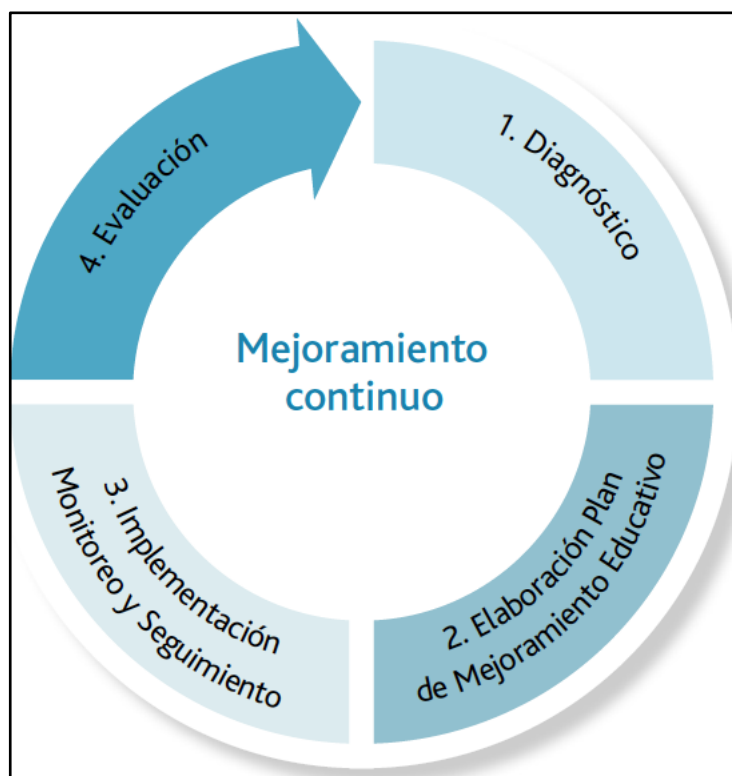 Mejoramiento
continuo
1. Diagnóstico
2. Elaboración Plan
de Mejoramiento Educativo
3. Implementación
Monitoreo y Seguimiento
4. Evaluación